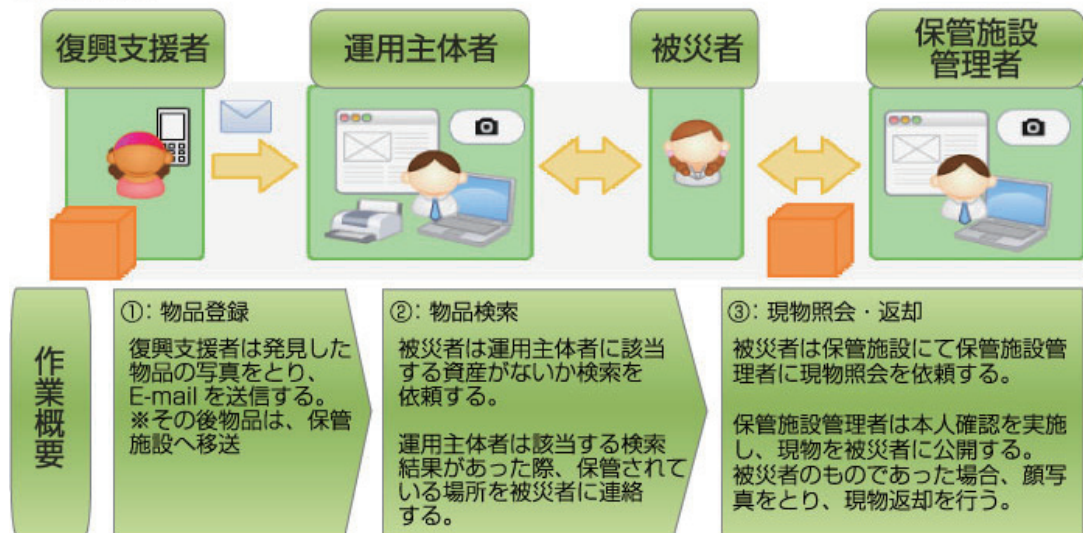 復興支援者
運用主体者
被災者
保管施設
管理者
作業概要
①：物品登録
復興支援者は発見した
物品の写真をとり、
E-mail を送信する。
※その後物品は、保管
施設へ移送
②：物品検索
被災者は運用主体者に該当
する資産がないか検索を
依頼する。
運用主体者は該当する検索
結果があった際、保管されて
いる場所を被災者に連絡
する。
③：現物照会・返却
被災者は保管施設にて保管施設管
理者に現物照会を依頼する。
保管施設管理者は本人確認を実施
し、現物を被災者に公開する。
被災者のものであった場合、顔写
真をとり、現物返却を行う。